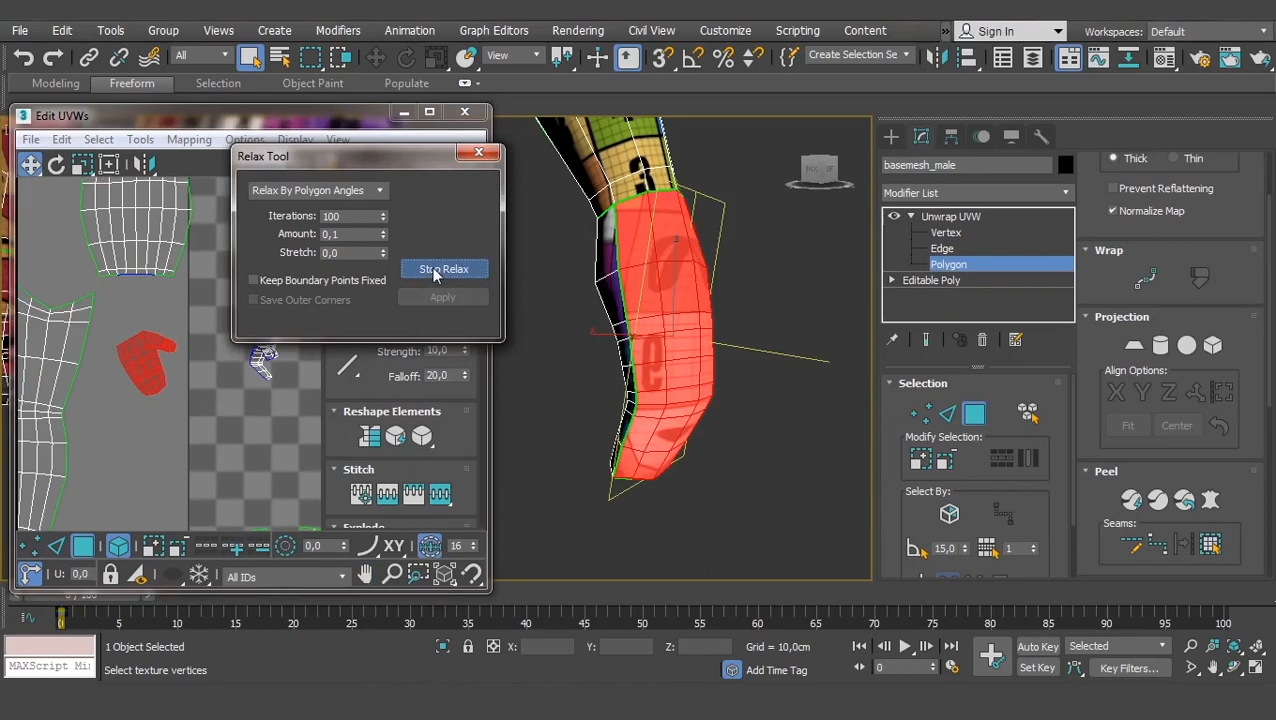 File Edit Tools Group Views Create Modifiers Animation Graph Editors Rendering Civil View Customize Scripting Content Sign In Workspaces: Default
All View Create Selection Se
Modeling Freeform Selection Object Paint Populate
3 Edit UVWs
File Edit Select Tools Mapping Options Display View
Relax Tool
Relax By Polygon Angles
Iterations: 100
Amount: 0,1
Stretch: 0,0
Stop Relax
Keep Boundary Points Fixed
Apply
Save Outer Corners
Strength: 10,0
Falloff: 20,0
Reshape Elements
Stitch
Explode
0,0 XY 16
U: 0,0 All IDs
z
x
e
basemesh_male
Modifier List
Unwrap UVW
Vertex
Edge
Polygon
Editable Poly
Selection
Modify Selection:
Select By:
15,0 1
Thick Thin
Prevent Reflattening
Normalize Map
Wrap
Projection
Align Options:
X Y Z
Fit Center
Peel
Seams:
0 / 100
0 5 10 15 20 25 30 35 40 45 50 55 60 65 70 75 80 85 90 95 100
1 Object Selected X: Y: Z: Grid = 10,0cm Auto Key Selected
MAXScript Mi Select texture vertices Add Time Tag 0 Set Key Key Filters...